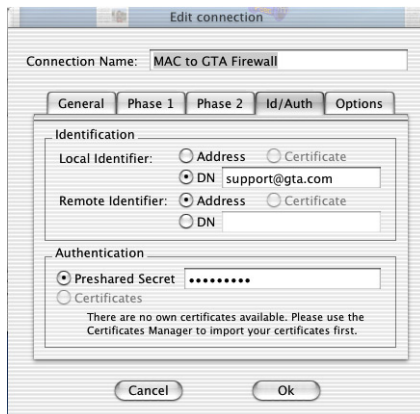 Edit connection
Connection Name: MAC to GTA Firewall
General Phase 1 Phase 2 Id/Auth Options
Identification
Local Identifier: Address Certificate
DN support@gta.com
Remote Identifier: Address Certificate
DN
Authentication
Preshared Secret •••••••••
Certificates
There are no own certificates available. Please use the
Certificates Manager to import your certificates first.
Cancel Ok